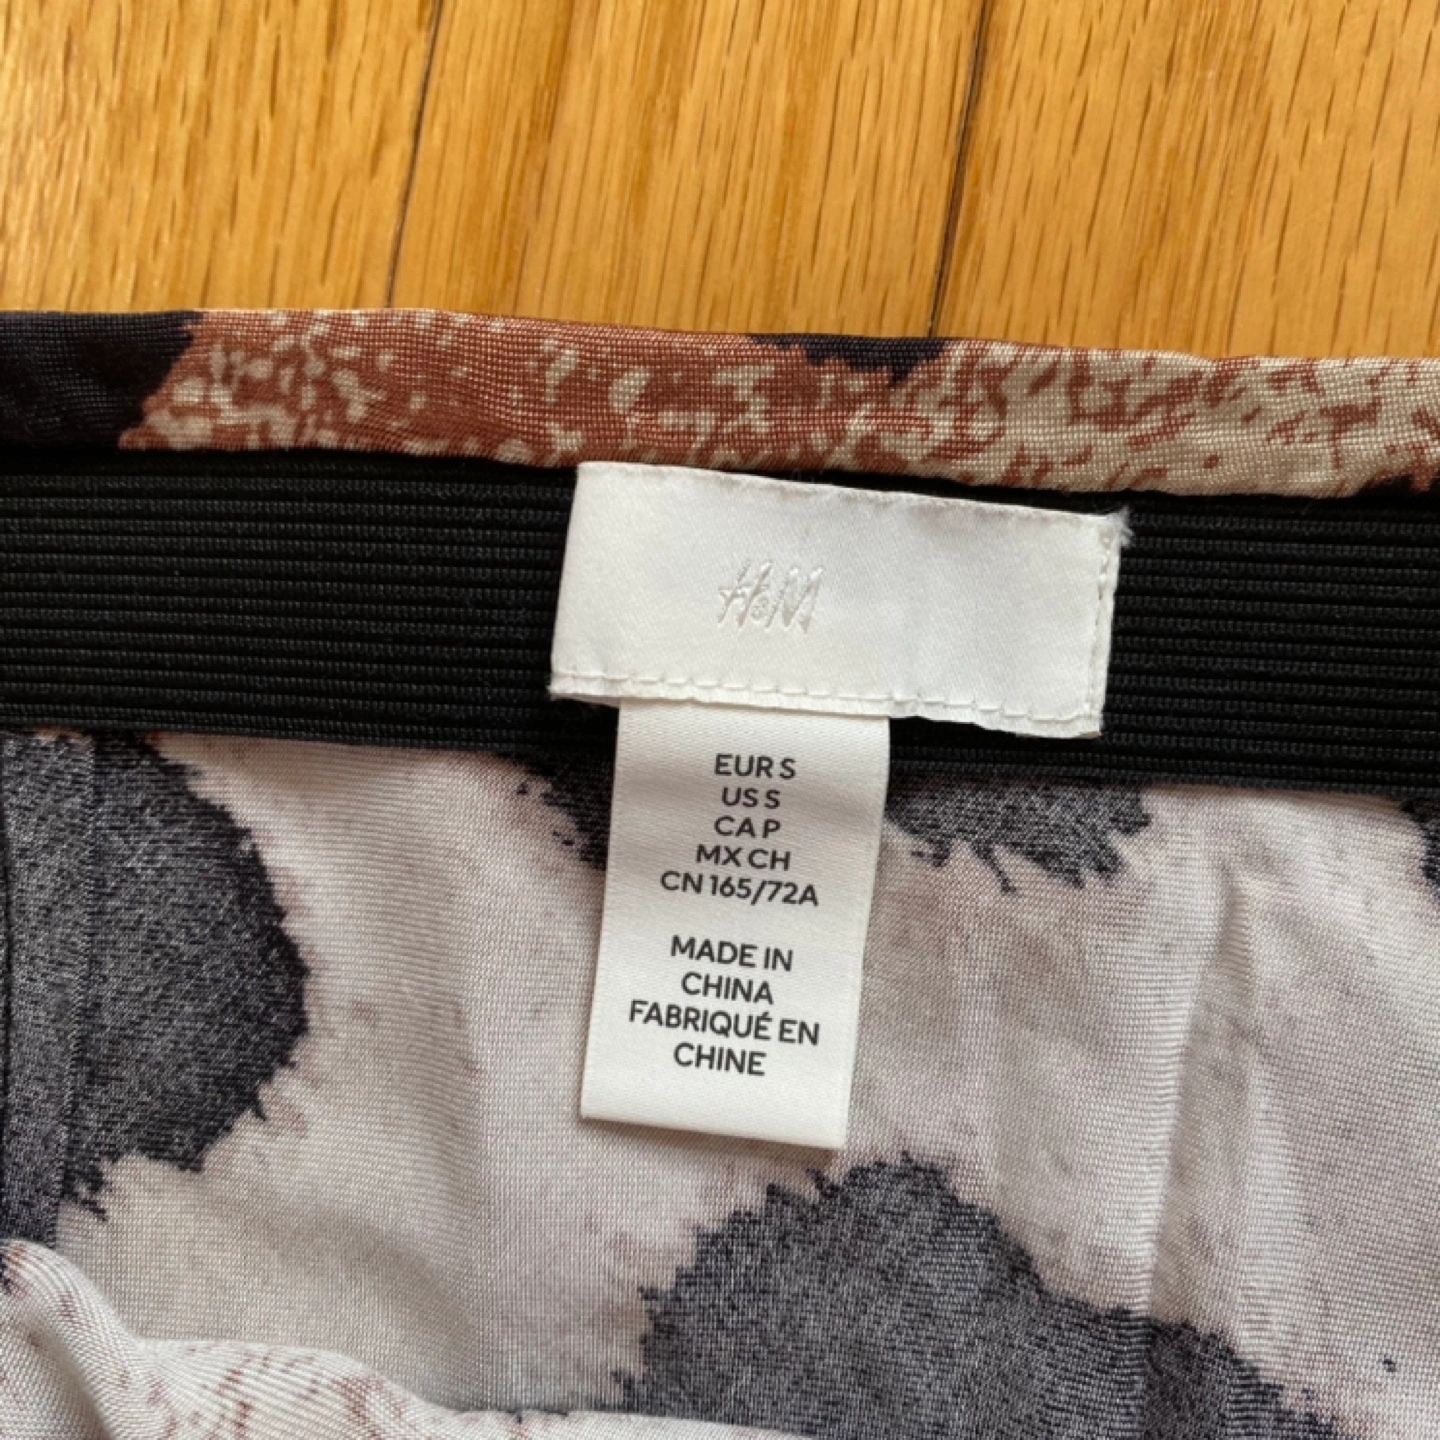 H&M
EUR S
US S
CA P
MX CH
CN 165/72A
MADE IN
CHINA
FABRIQUÉ EN
CHINE